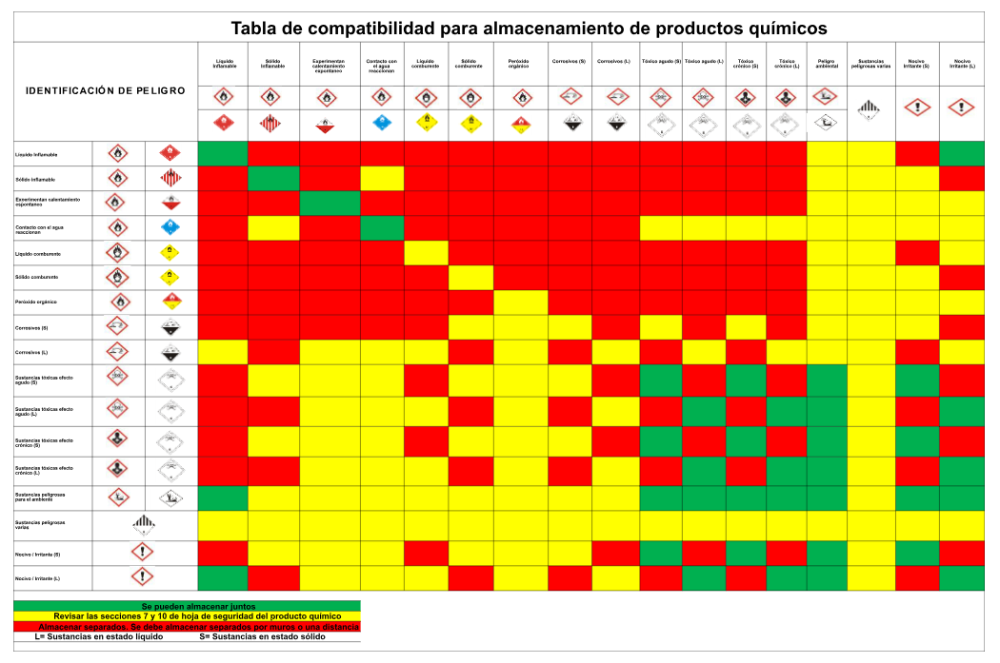 Tabla de compatibilidad para almacenamiento de productos químicos
IDENTIFICACIÓN DE PELIGRO
Líquido
Inflamable
Sólido
Inflamable
Experimentan
calentamiento
espontaneo
Contacto con
el agua
reaccionan
Líquido
comburente
Sólido
comburente
Peróxido
orgánico
Corrosivos (S)
Corrosivos (L)
Tóxico agudo (S)
Tóxico agudo (L)
Tóxico
crónico (S)
Tóxico
crónico (L)
Peligro
ambiental
Sustancias
peligrosas varias
Nocivo
Irritante (S)
Nocivo
Irritante (L)
Líquido Inflamable
Sólido Inflamable
Experimentan calentamiento
espontaneo
Contacto con el agua
reaccionan
Líquido comburente
Sólido comburente
Peróxido orgánico
Corrosivos (S)
Corrosivos (L)
Sustancias tóxicas efecto
agudo (S)
Sustancias tóxicas efecto
agudo (L)
Sustancias tóxicas efecto
crónico (S)
Sustancias tóxicas efecto
crónico (L)
Sustancias peligrosas
para el ambiente
Sustancias peligrosas
varias
Nocivo / Irritante (S)
Nocivo / Irritante (L)
Se pueden almacenar juntos
Revisar las secciones 7 y 10 de hoja de seguridad del producto químico
Almacenar separados. Se debe almacenar separados por muros o una distancia
L= Sustancias en estado líquido S= Sustancias en estado sólido